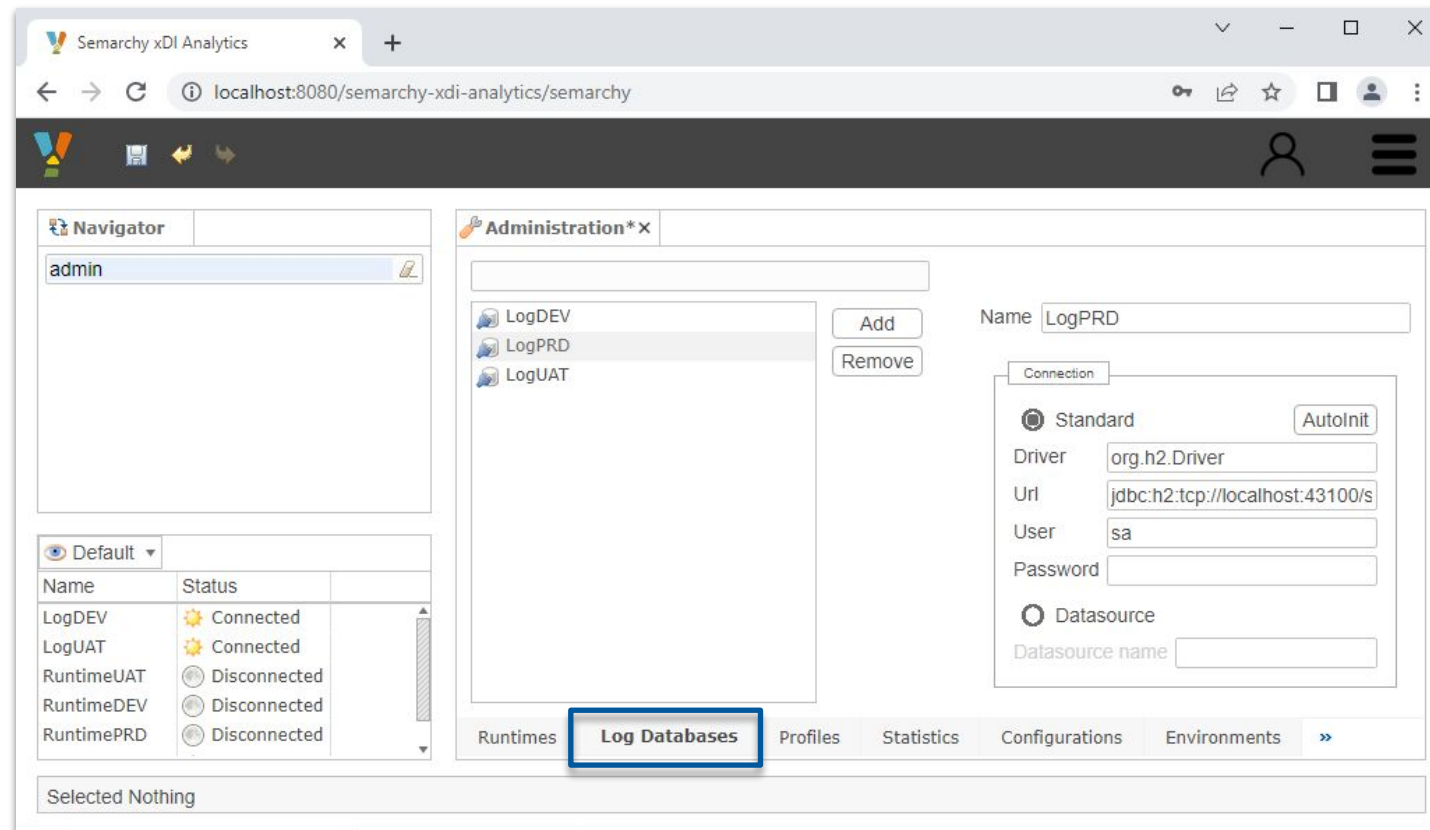 Semarchy xDI Analytics
localhost:8080/semarchy-xdi-analytics/semarchy
Navigator
admin
Default
Name Status
LogDEV Connected
LogUAT Connected
RuntimeUAT Disconnected
RuntimeDEV Disconnected
RuntimePRD Disconnected
Administration*
LogDEV
LogPRD
LogUAT
Add
Remove
Name LogPRD
Connection
Standard AutoInit
Driver org.h2.Driver
Url jdbc:h2:tcp://localhost:43100/s
User sa
Password
Datasource
Datasource name
Runtimes Log Databases Profiles Statistics Configurations Environments »
Selected Nothing